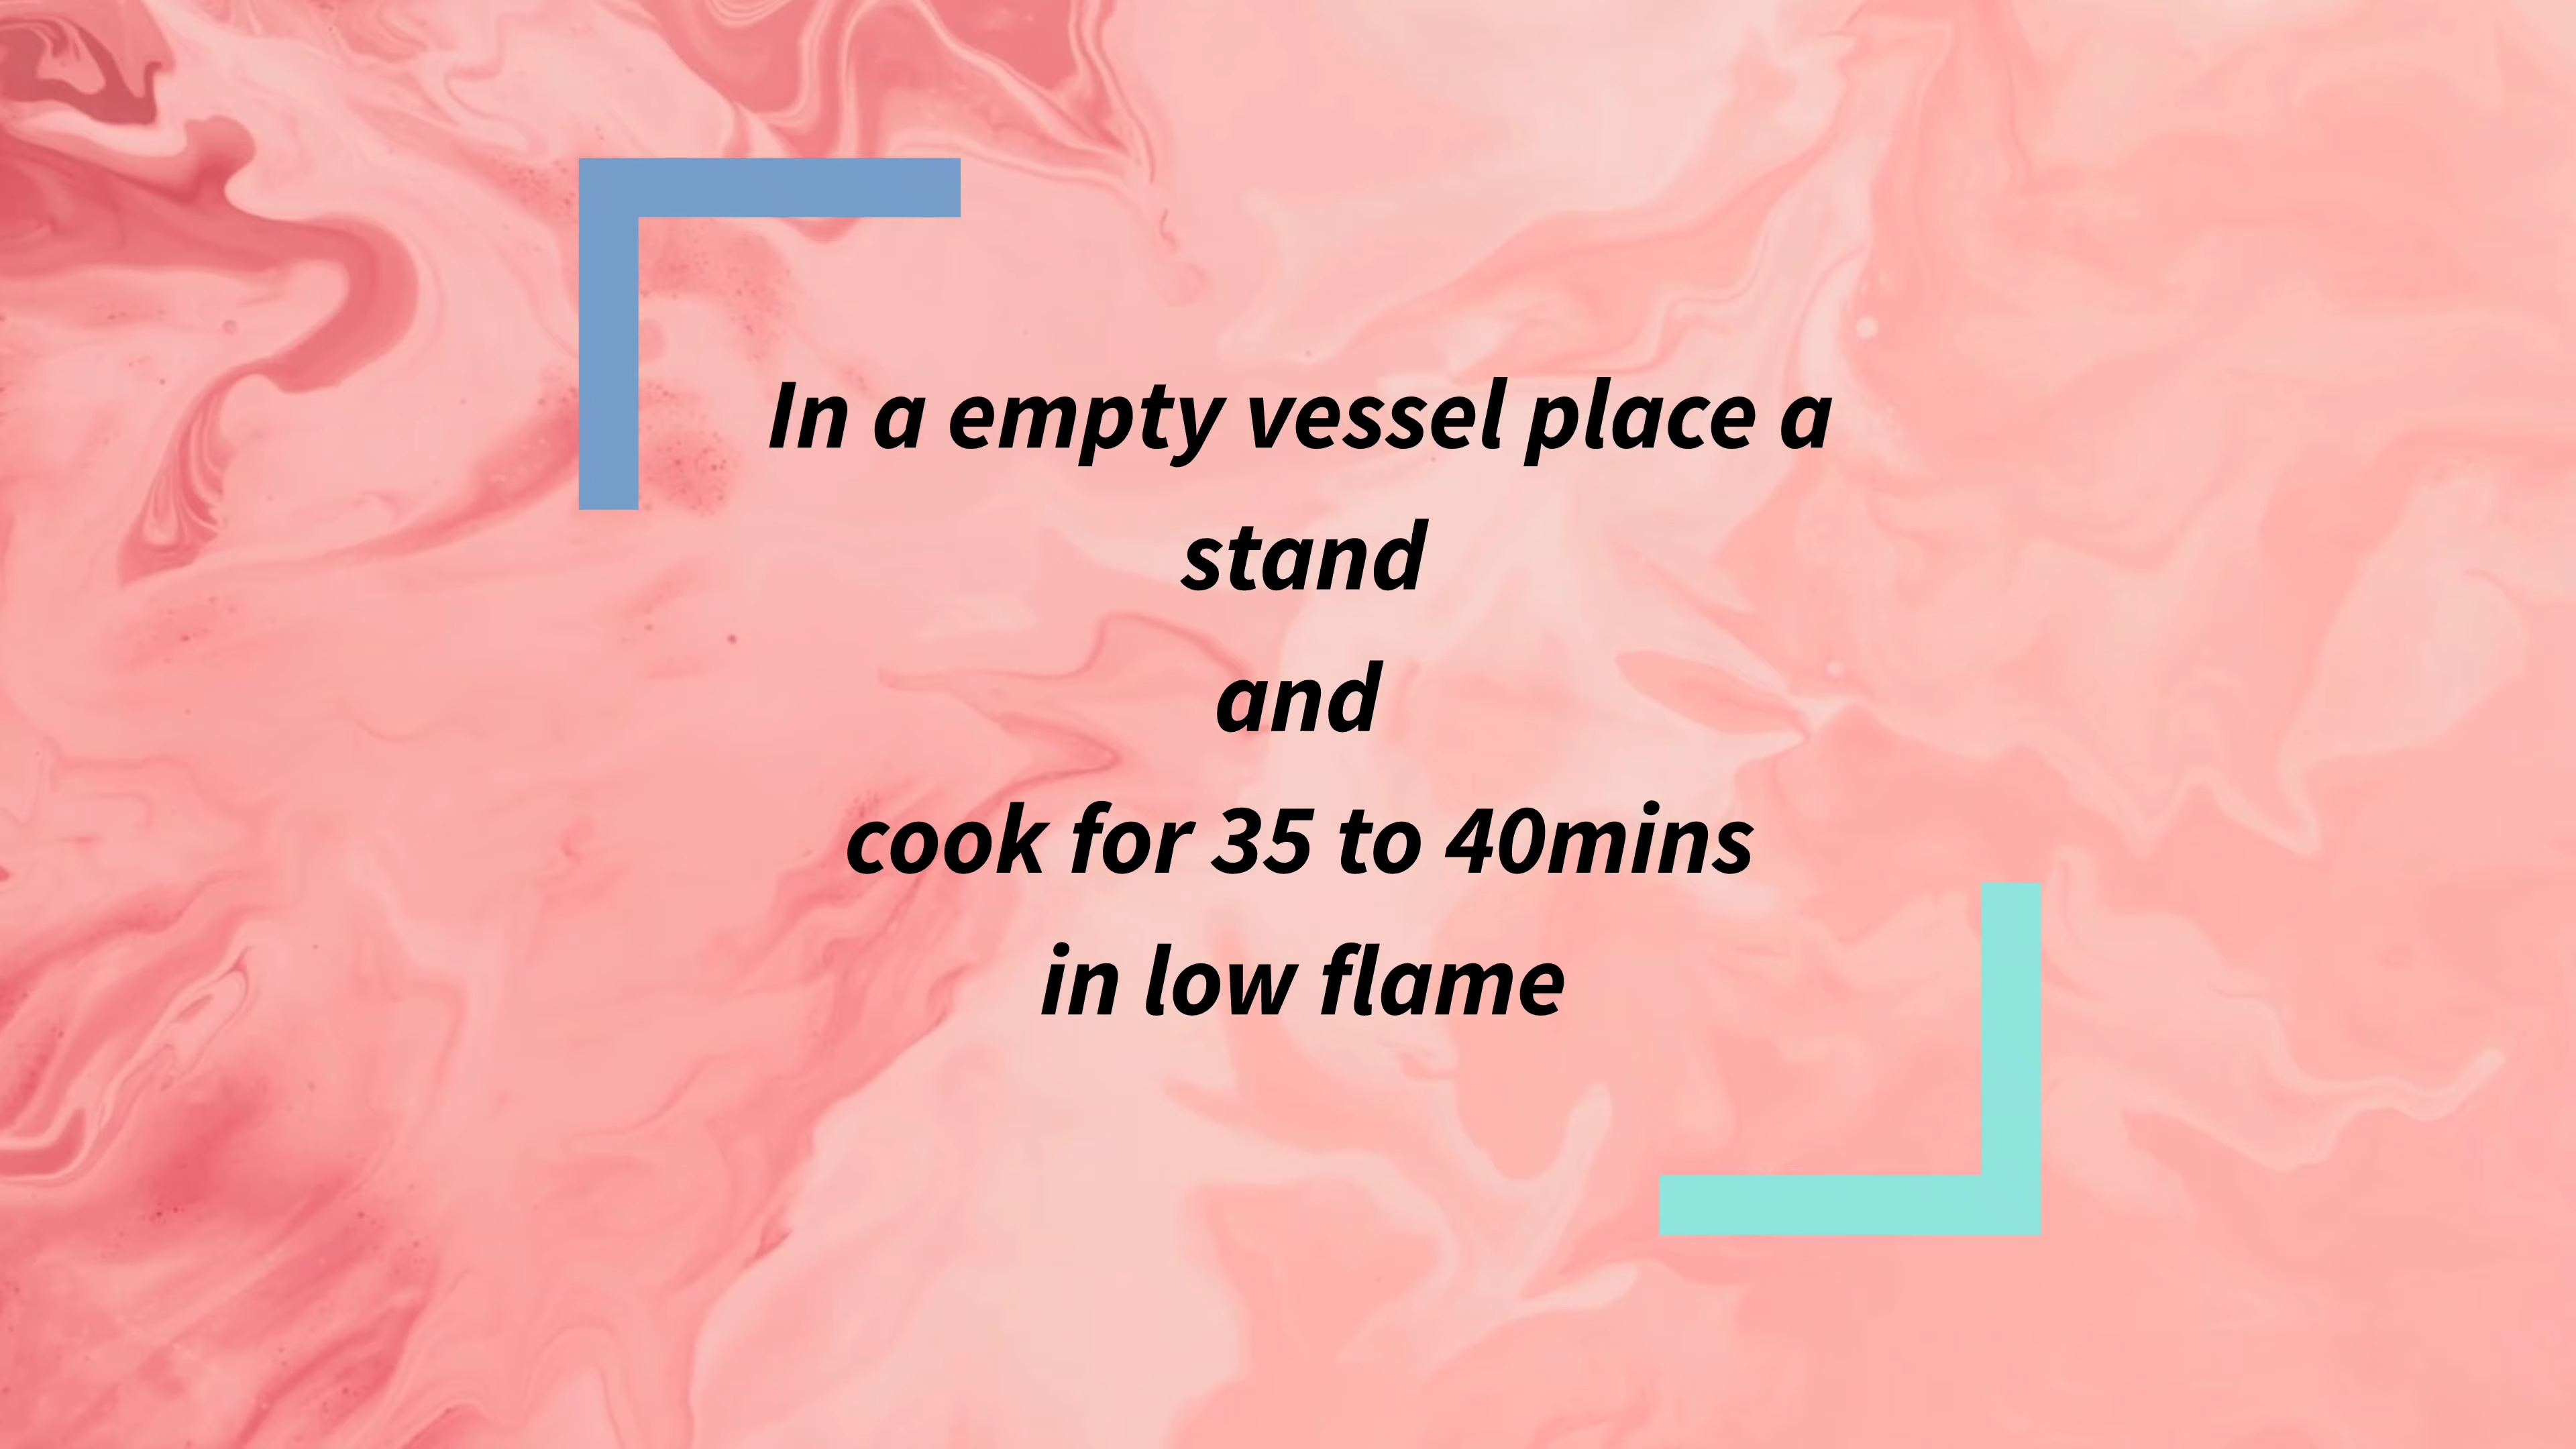 In a empty vessel place a
stand
and
cook for 35 to 40mins
in low flame